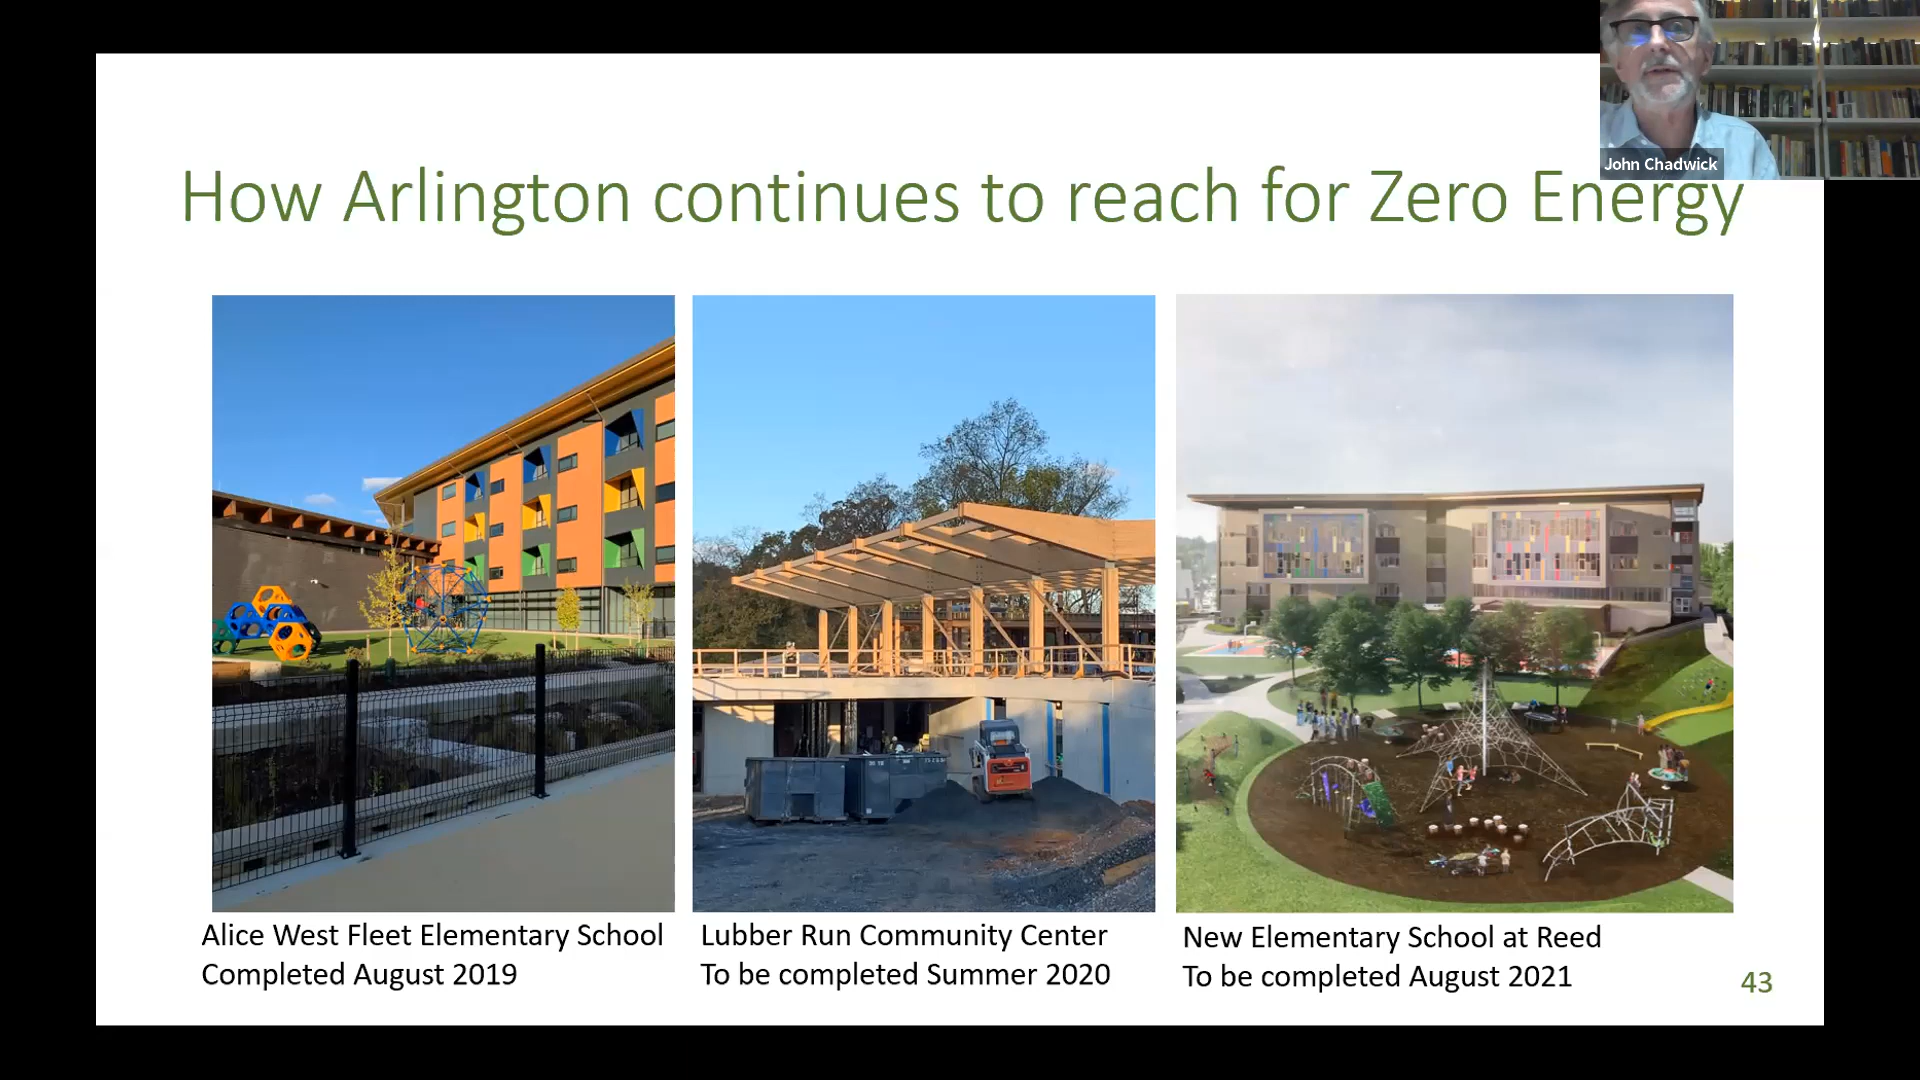 John Chadwick
How Arlington continues to reach for Zero Energy
Alice West Fleet Elementary School
Completed August 2019
Lubber Run Community Center
To be completed Summer 2020
New Elementary School at Reed
To be completed August 2021
43